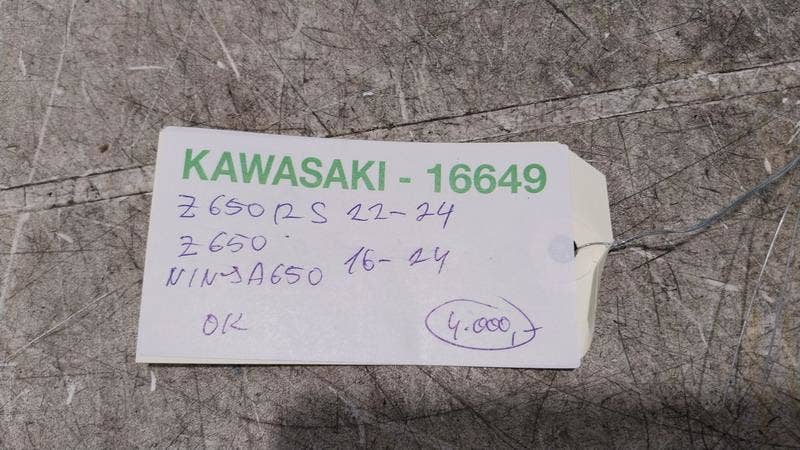 KAWASAKI - 16649
Z650RS 22-24
Z650
NINJA650 16-24
OK 4.000,-